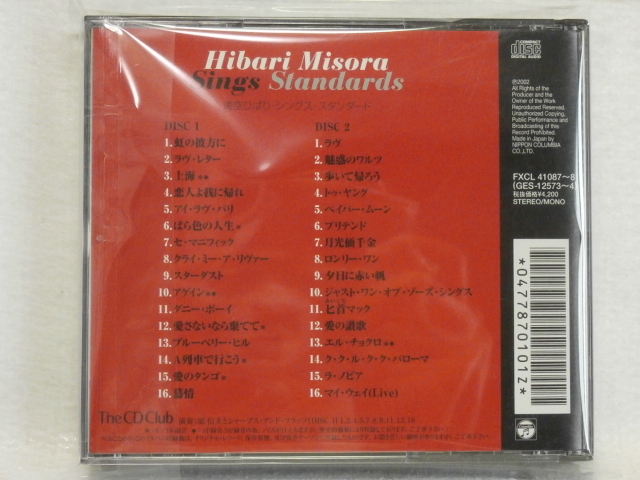 Hibari Misora
Sings Standards
美空ひばり・シングス・スタンダード
DISC 1
1. 虹の彼方に
2. ラヴ・レター
3. 上海 **
4. 恋人よ我に帰れ
5. アイ・ラヴ・パリ
6. ばら色の人生 *
7. セ・マニフィック
8. クライ・ミー・ア・リヴァー
9. スターダスト
10. アゲイン **
11. ダニー・ボーイ
12. 愛さないなら棄てて *
13. ブルーベリー・ヒル
14. A列車で行こう *
15. 愛のタンゴ *
16. 慕情
DISC 2
1. ラヴ
2. 魅惑のワルツ
3. 歩いて帰ろう
4. トゥ・ヤング
5. ペイパー・ムーン
6. プリテンド
7. 月光価千金
8. ロンリー・ワン
9. 夕日に赤い帆
10. ジャスト・ワン・オブ・ゾーズ・シングス
11. 匕首マック
12. 愛の讃歌
13. エル・チョクロ **
14. ク・ク・ル・ク・ク・パローマ
15. ラ・ノビア
16. マイ・ウェイ(Live)
The CD Club
COMPACT
disc
DIGITAL AUDIO
℗2002
All Rights of the
Producer and the
Owner of the Work
Reproduced Reserved.
Unauthorized Copying,
Public Performance and
Broadcasting of this
Record Prohibited.
Made in Japan by
NIPPON COLUMBIA
CO.,LTD.
FXCL 41087~8
(GES-12573~4)
税抜価格¥4,200
STEREO/MONO
*0477870101Z*